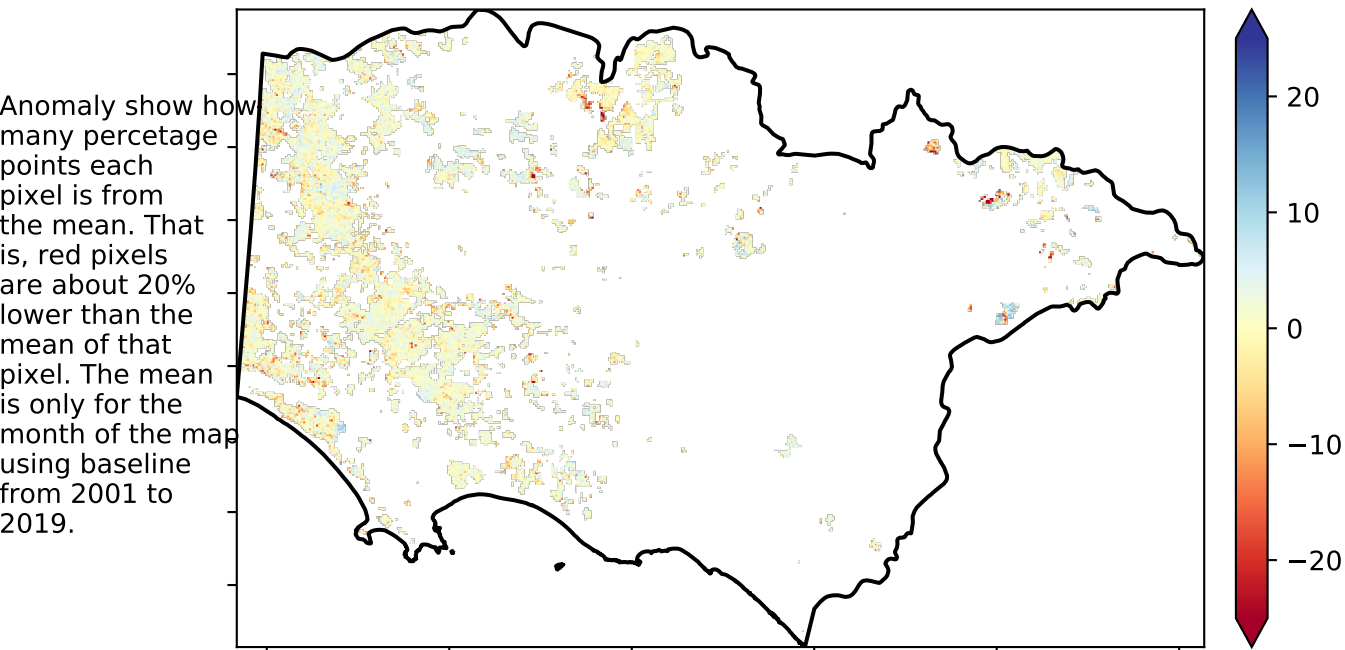 Anomaly show how
many percetage
points each
pixel is from
the mean. That
is, red pixels
are about 20%
lower than the
mean of that
pixel. The mean
is only for the
month of the map
using baseline
from 2001 to
2019.
20
10
0
−10
−20